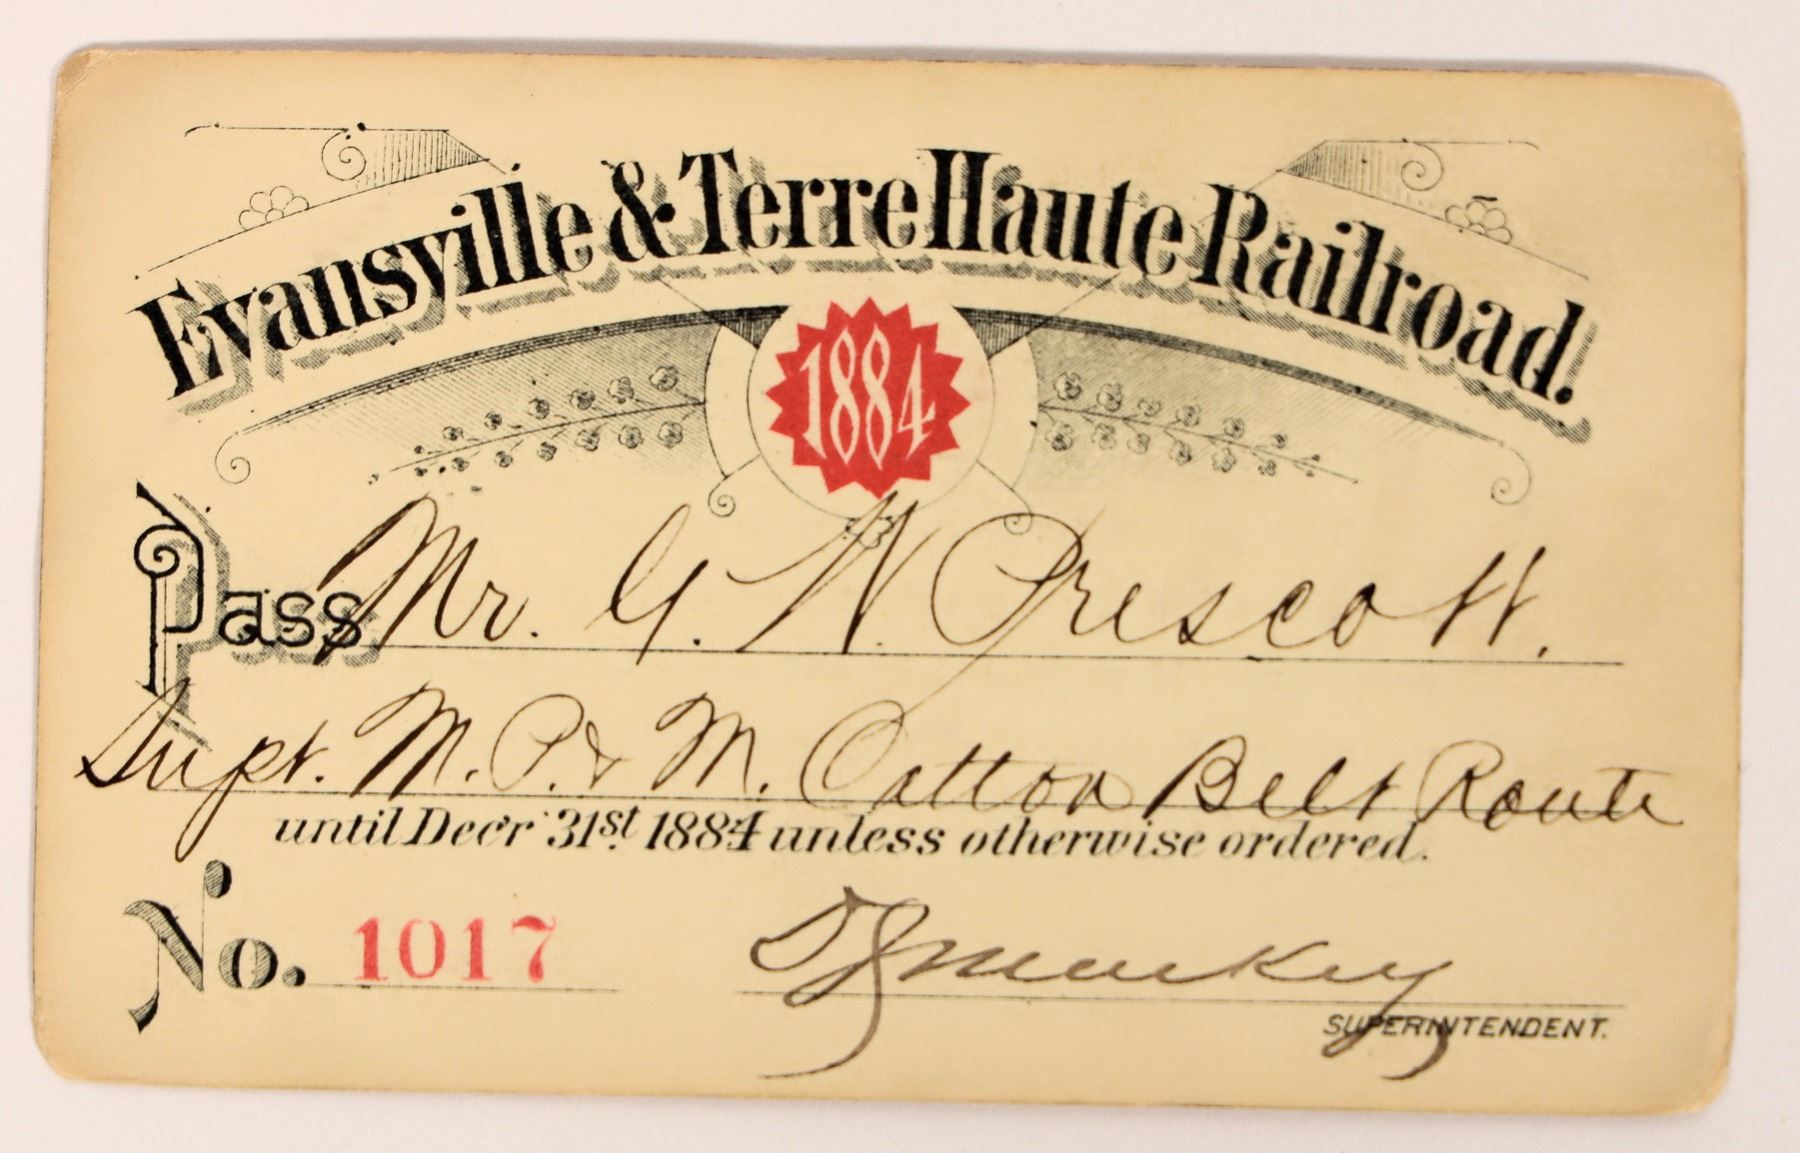 Evansville & Terre Haute Railroad.
1884
Pass Mr. G. W. Prescott.
Supt. M. P. & M. Cotton Belt Route
until Decr 31st 1884 unless otherwise ordered.
No. 1017
SUPERINTENDENT.